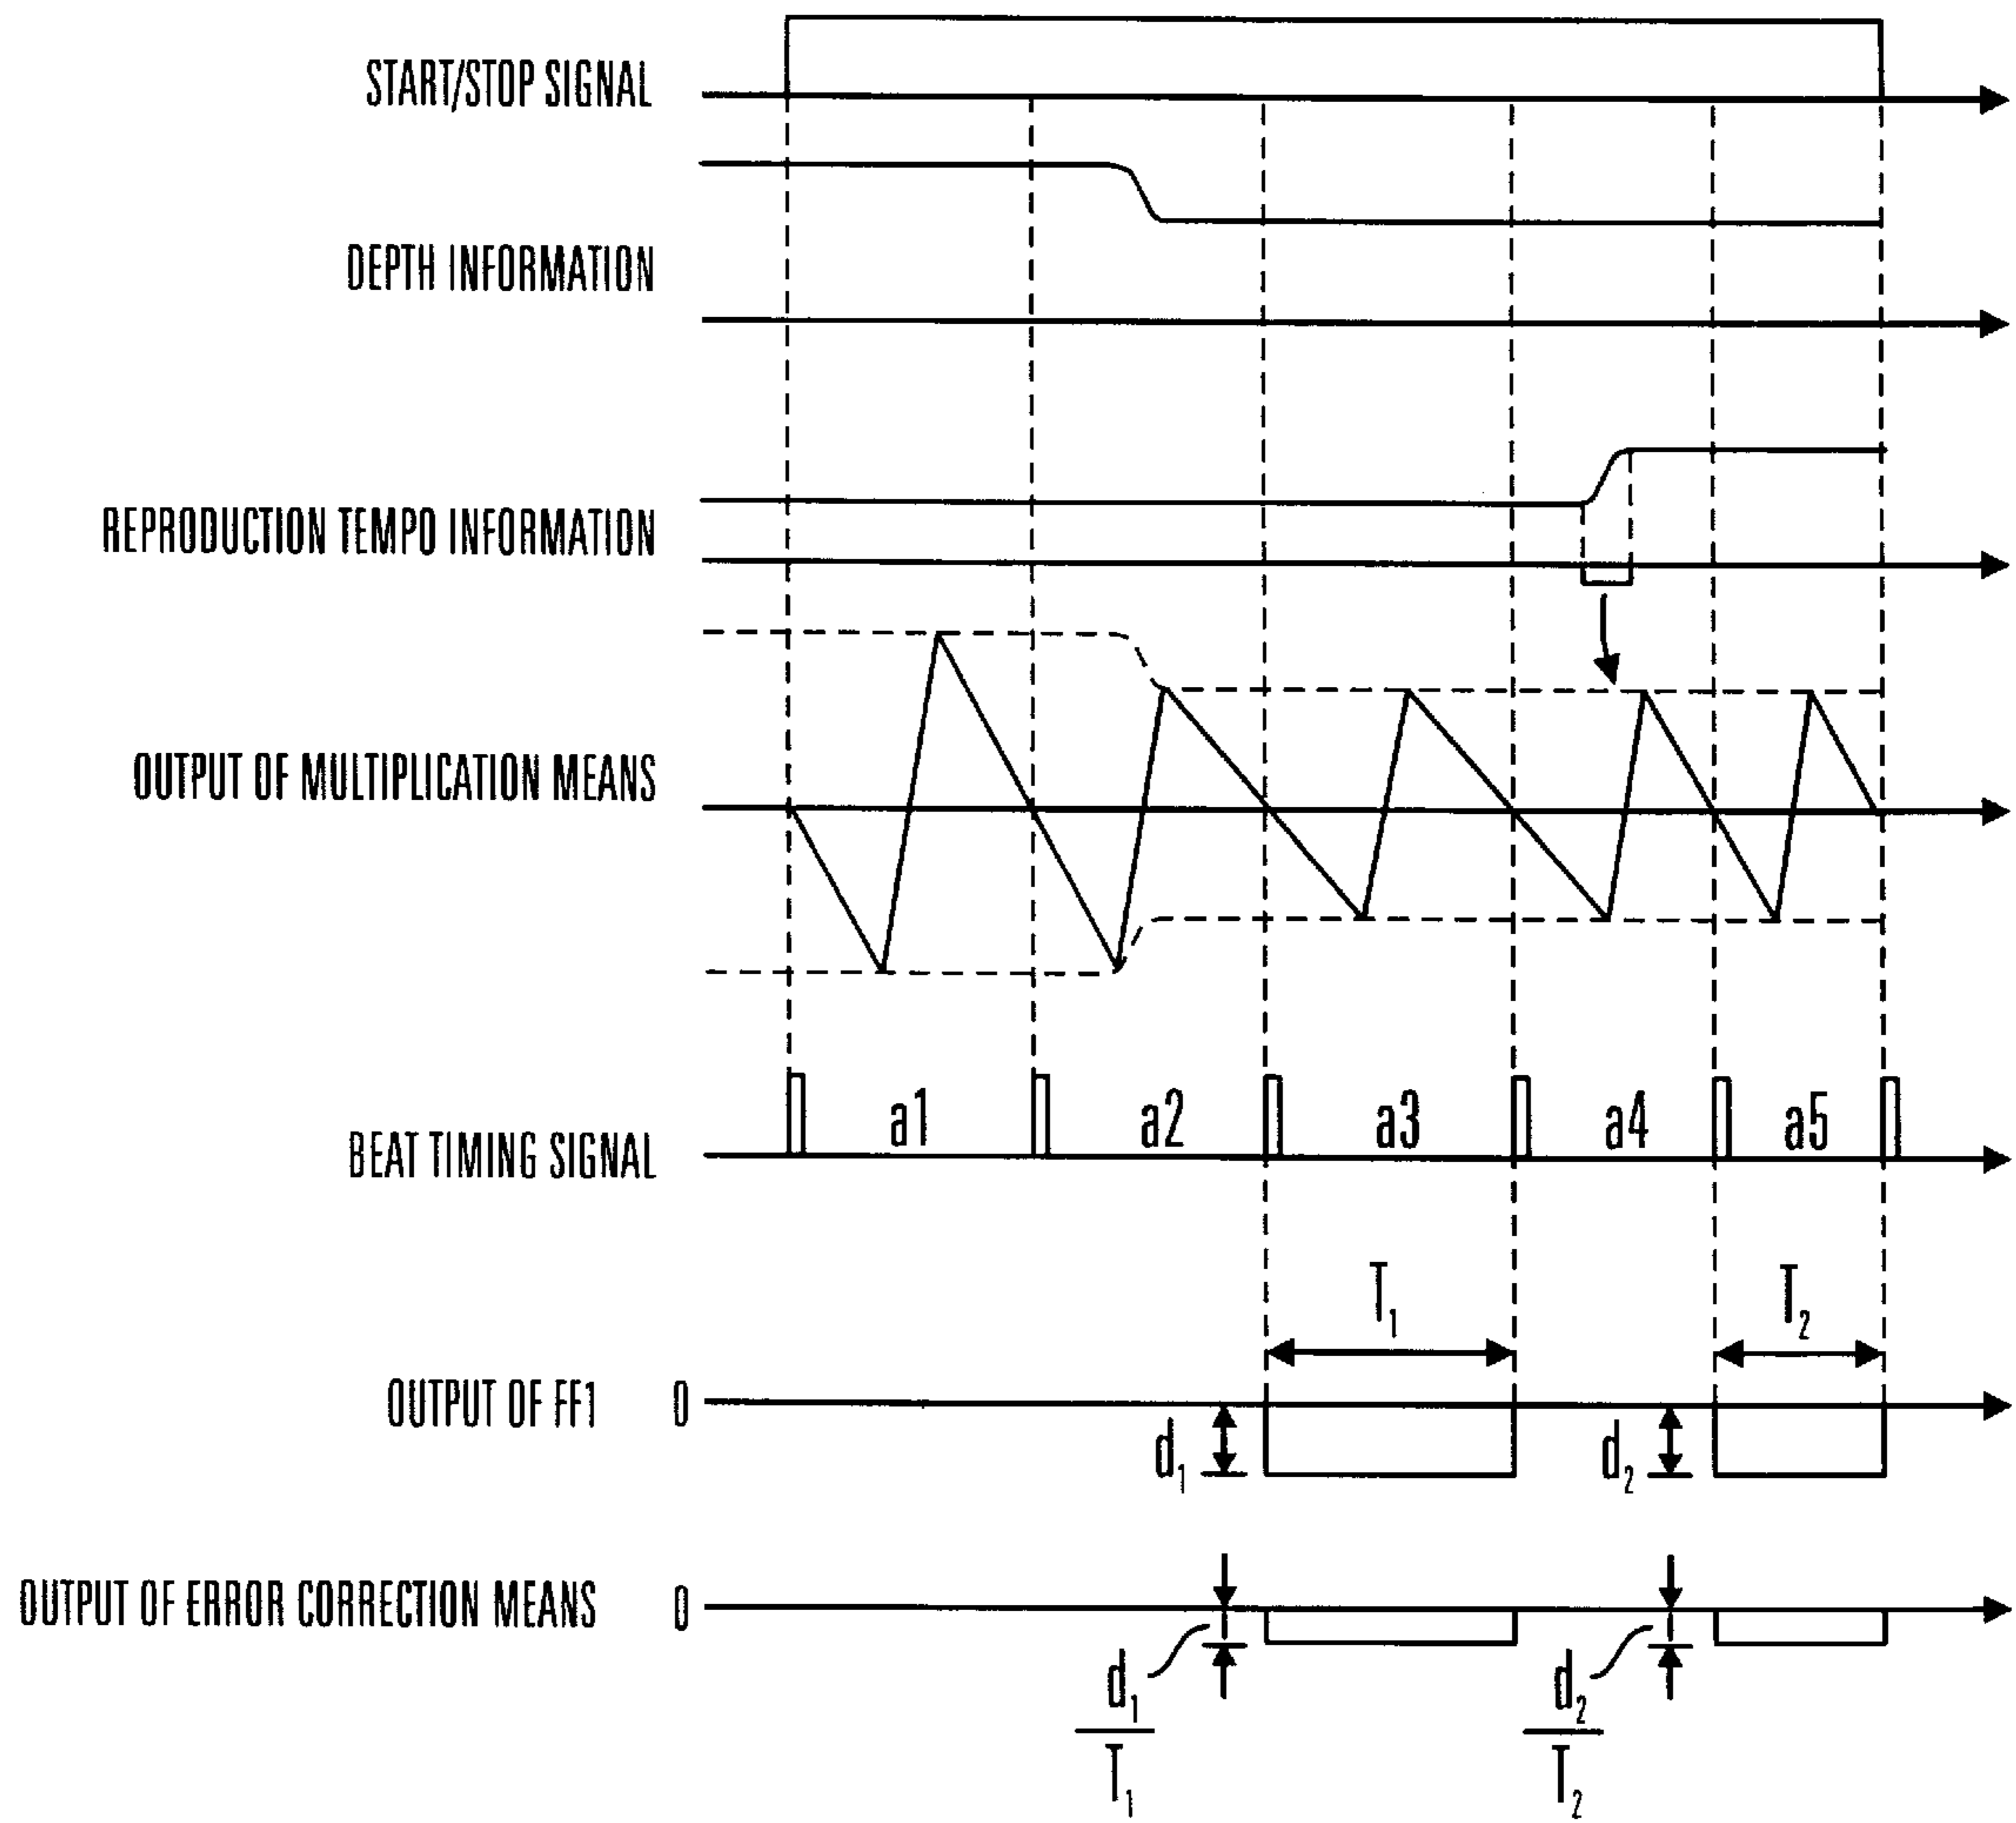 START/STOP SIGNAL
DEPTH INFORMATION
REPRODUCTION TEMPO INFORMATION
OUTPUT OF MULTIPLICATION MEANS
BEAT TIMING SIGNAL
a1 a2 a3 a4 a5
T1 T2
OUTPUT OF FF1 0
d1 d2
OUTPUT OF ERROR CORRECTION MEANS 0
d1 d2
T1 T2